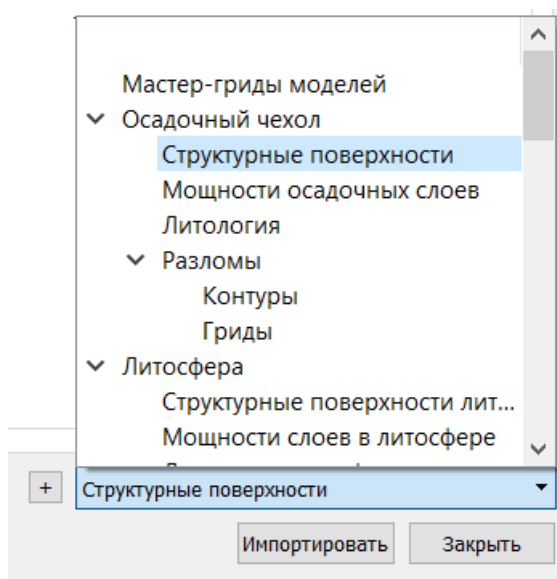 Мастер-гриды моделей
Осадочный чехол
Структурные поверхности
Мощности осадочных слоев
Литология
Разломы
Контуры
Гриды
Литосфера
Структурные поверхности лит...
Мощности слоев в литосфере
+ Структурные поверхности
Импортировать Закрыть